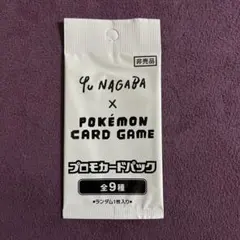 非売品
YU NAGABA
×
POKÉMON
CARD GAME
プロモカードパック
全9種
•ランダム1枚入り•